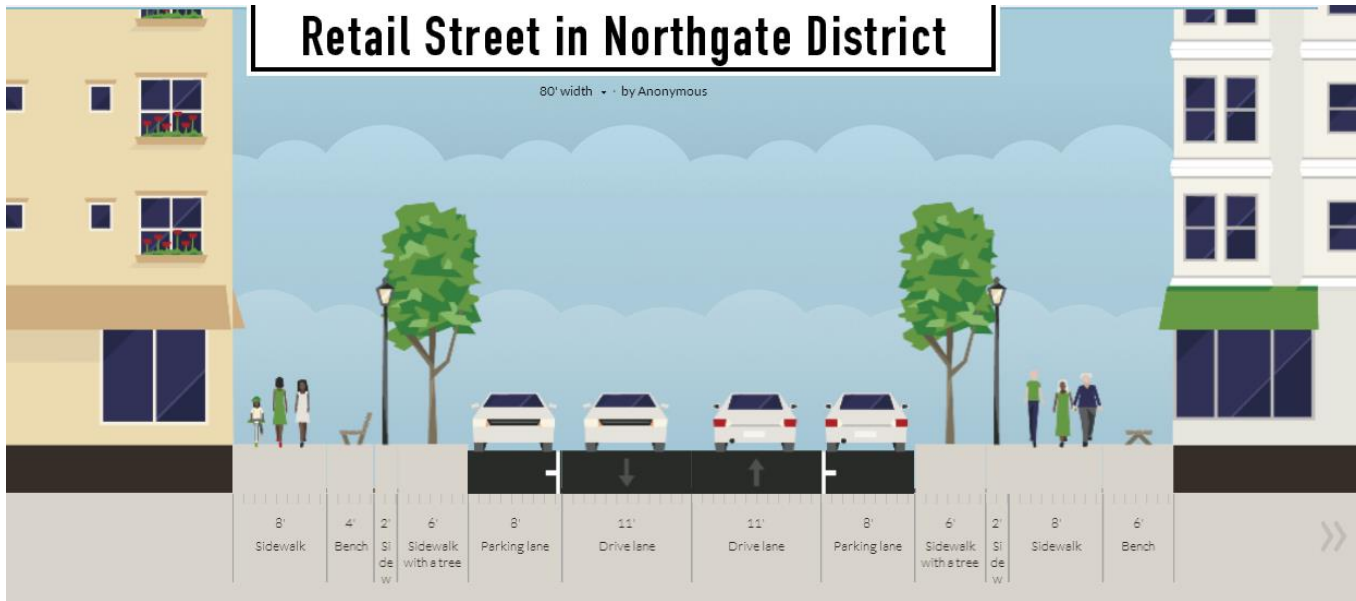 Retail Street in Northgate District
80' width · by Anonymous
8' 4' 2' 6' 8' 11' 11' 8' 6' 2' 8' 6'
Sidewalk Bench Si Sidewalk Parking lane Drive lane Drive lane Parking lane Sidewalk Si Sidewalk Bench
de with a tree with a tree de
w w